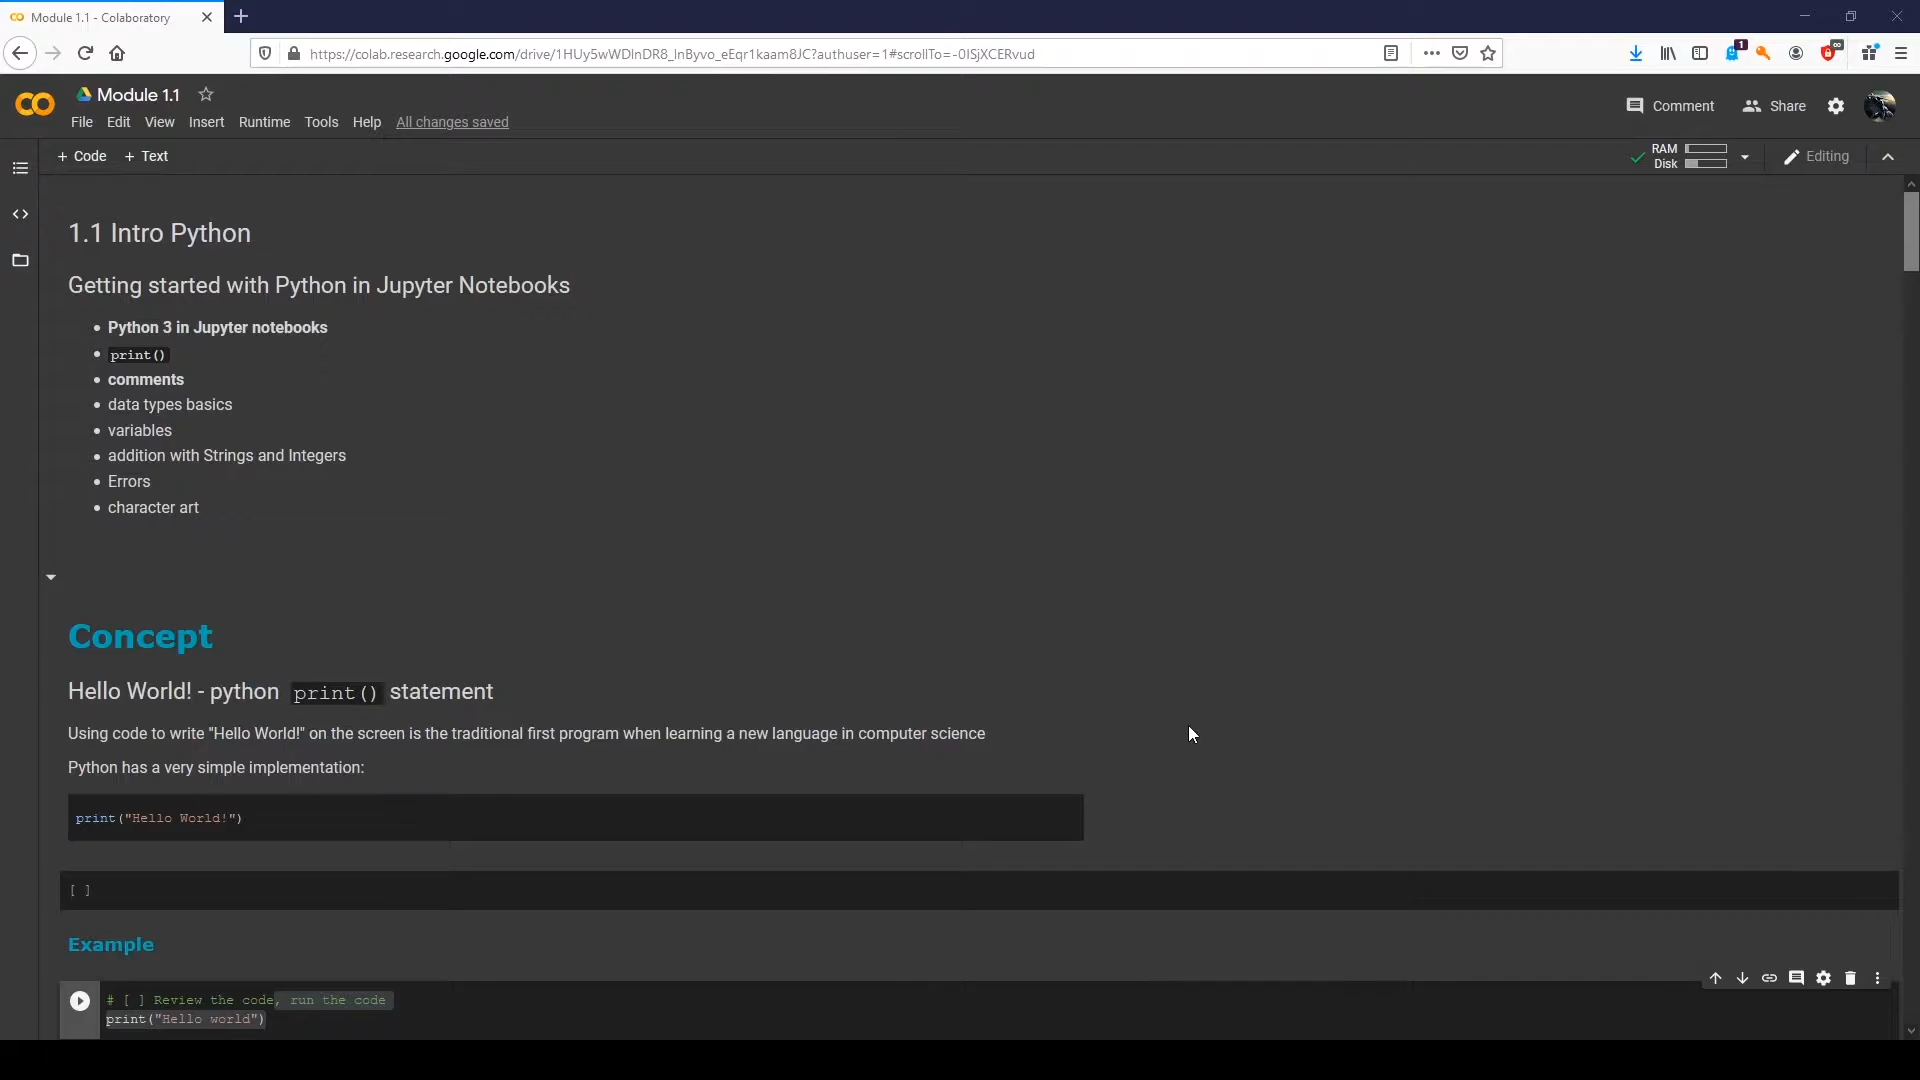 Module 1.1 - Colaboratory
https://colab.research.google.com/drive/1HUy5wWDlnDR8_lnByvo_eEqr1kaam8JC?authuser=1#scrollTo=-0ISjXCERvud
1
∞
Module 1.1
File Edit View Insert Runtime Tools Help All changes saved
Comment Share
+ Code + Text
RAM
Disk
Editing
1.1 Intro Python
Getting started with Python in Jupyter Notebooks
• Python 3 in Jupyter notebooks
• print()
• comments
• data types basics
• variables
• addition with Strings and Integers
• Errors
• character art
Concept
Hello World! - python print() statement
Using code to write "Hello World!" on the screen is the traditional first program when learning a new language in computer science
Python has a very simple implementation:
print("Hello World!")
[ ]
Example
# [ ] Review the code, run the code
print("Hello world")